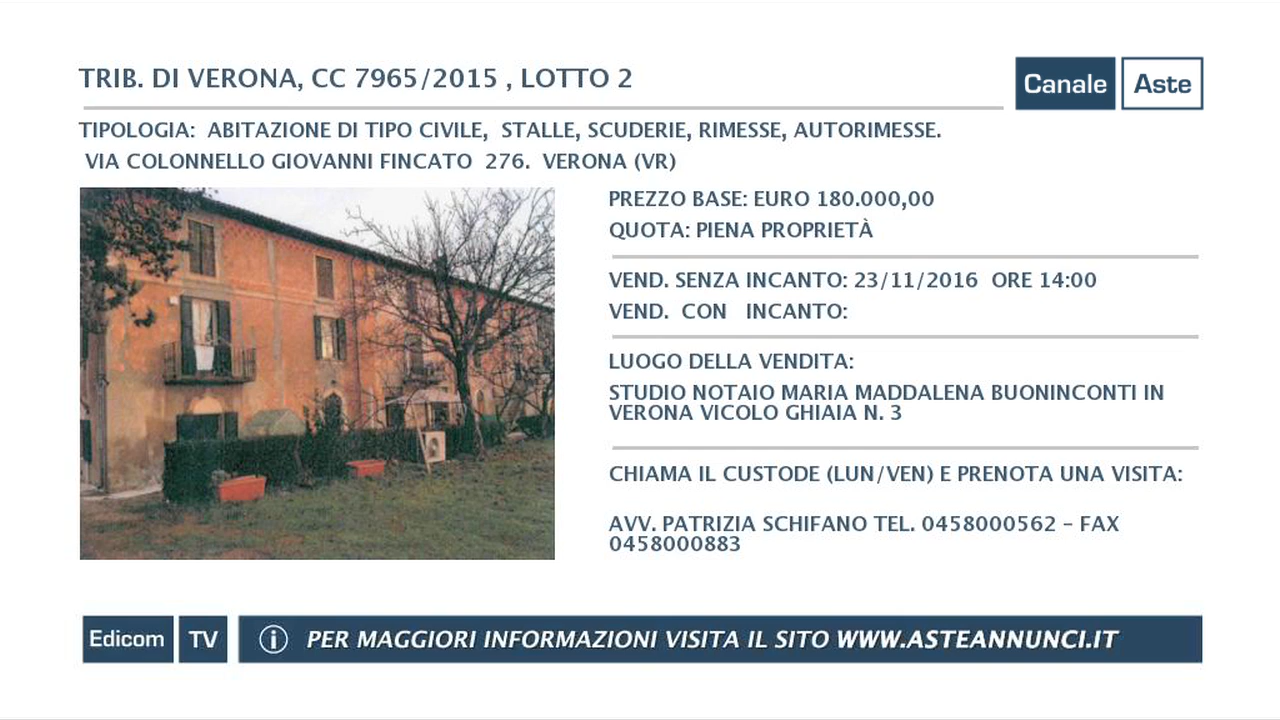 TRIB. DI VERONA, CC 7965/2015 , LOTTO 2
Canale Aste
TIPOLOGIA: ABITAZIONE DI TIPO CIVILE, STALLE, SCUDERIE, RIMESSE, AUTORIMESSE.
VIA COLONNELLO GIOVANNI FINCATO 276. VERONA (VR)
PREZZO BASE: EURO 180.000,00
QUOTA: PIENA PROPRIETÀ
VEND. SENZA INCANTO: 23/11/2016 ORE 14:00
VEND. CON INCANTO:
LUOGO DELLA VENDITA:
STUDIO NOTAIO MARIA MADDALENA BUONINCONTI IN
VERONA VICOLO GHIAIA N. 3
CHIAMA IL CUSTODE (LUN/VEN) E PRENOTA UNA VISITA:
AVV. PATRIZIA SCHIFANO TEL. 0458000562 – FAX
0458000883
Edicom TV
PER MAGGIORI INFORMAZIONI VISITA IL SITO WWW.ASTEANNUNCI.IT